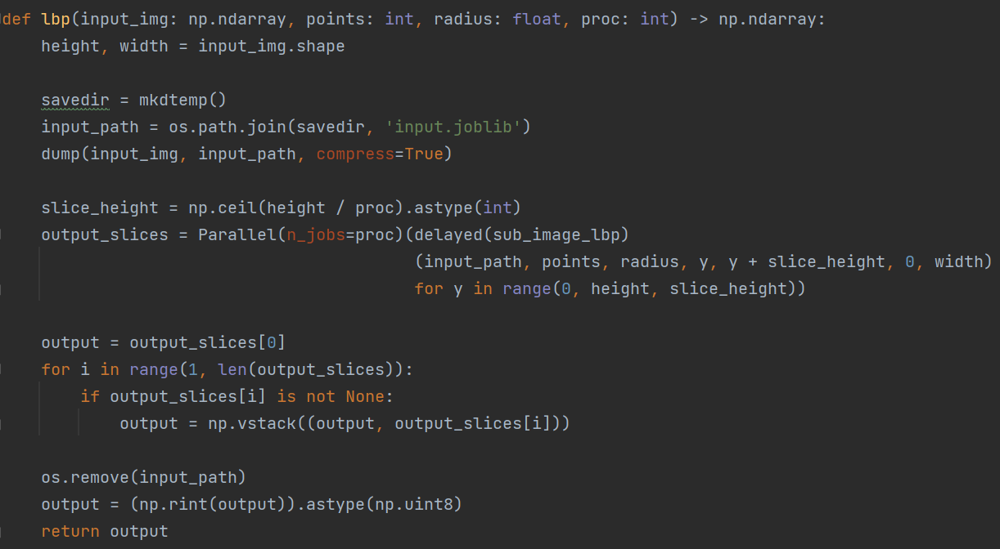 def lbp(input_img: np.ndarray, points: int, radius: float, proc: int) -> np.ndarray:
    height, width = input_img.shape

    savedir = mkdtemp()
    input_path = os.path.join(savedir, 'input.joblib')
    dump(input_img, input_path, compress=True)

    slice_height = np.ceil(height / proc).astype(int)
    output_slices = Parallel(n_jobs=proc)(delayed(sub_image_lbp)
                                          (input_path, points, radius, y, y + slice_height, 0, width)
                                          for y in range(0, height, slice_height))

    output = output_slices[0]
    for i in range(1, len(output_slices)):
        if output_slices[i] is not None:
            output = np.vstack((output, output_slices[i]))

    os.remove(input_path)
    output = (np.rint(output)).astype(np.uint8)
    return output